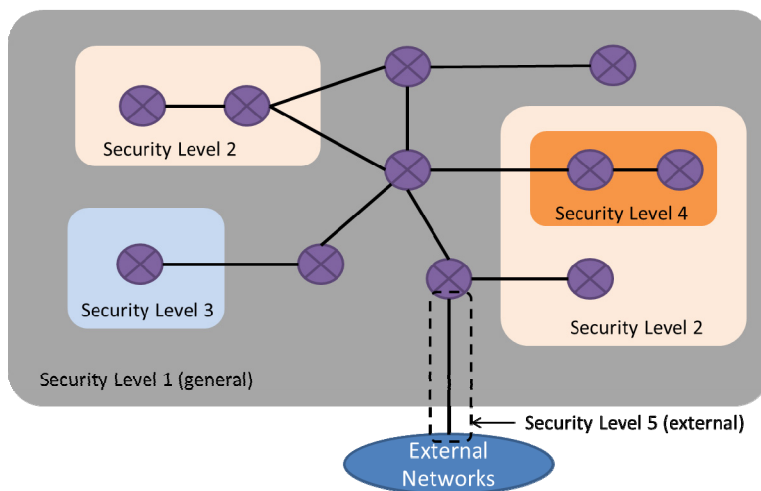 Security Level 2
Security Level 4
Security Level 3
Security Level 2
Security Level 1 (general)
Security Level 5 (external)
External
Networks